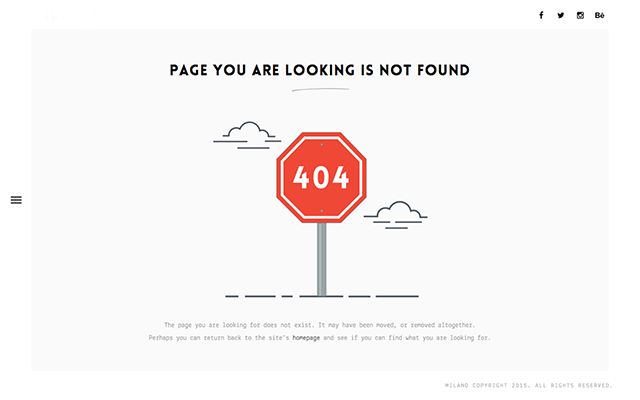 Bē
PAGE YOU ARE LOOKING IS NOT FOUND
404
The page you are looking for does not exist. It may have been moved, or removed altogether.
Perhaps you can return back to the site's homepage and see if you can find what you are looking for.
MILANO COPYRIGHT 2015. ALL RIGHTS RESERVED.